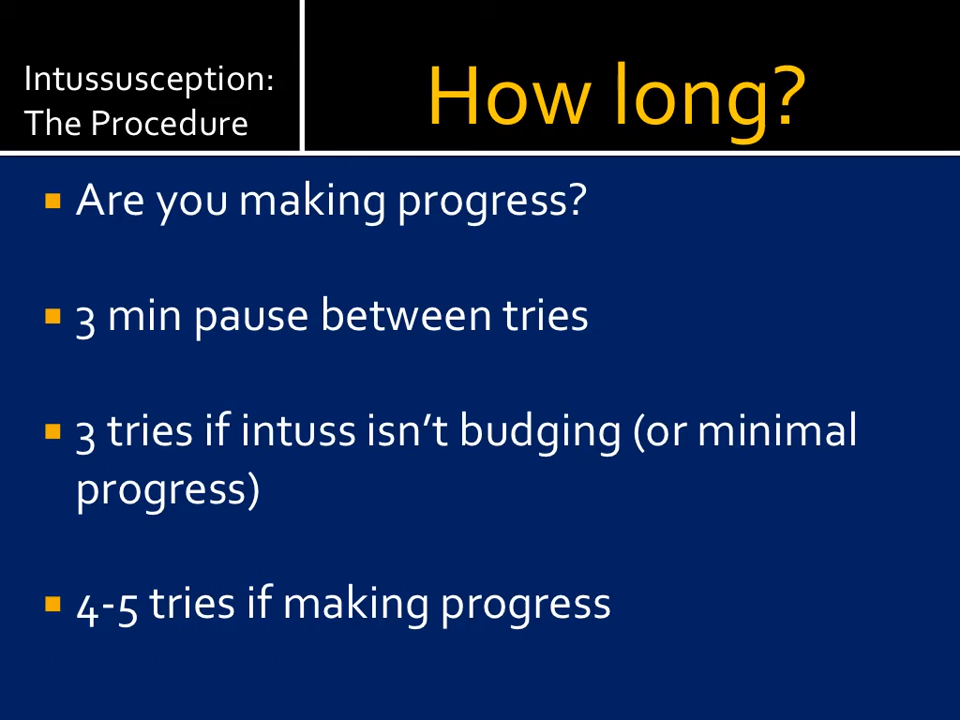 Intussusception:
The Procedure
How long?
Are you making progress?
3 min pause between tries
3 tries if intuss isn’t budging (or minimal
progress)
4-5 tries if making progress